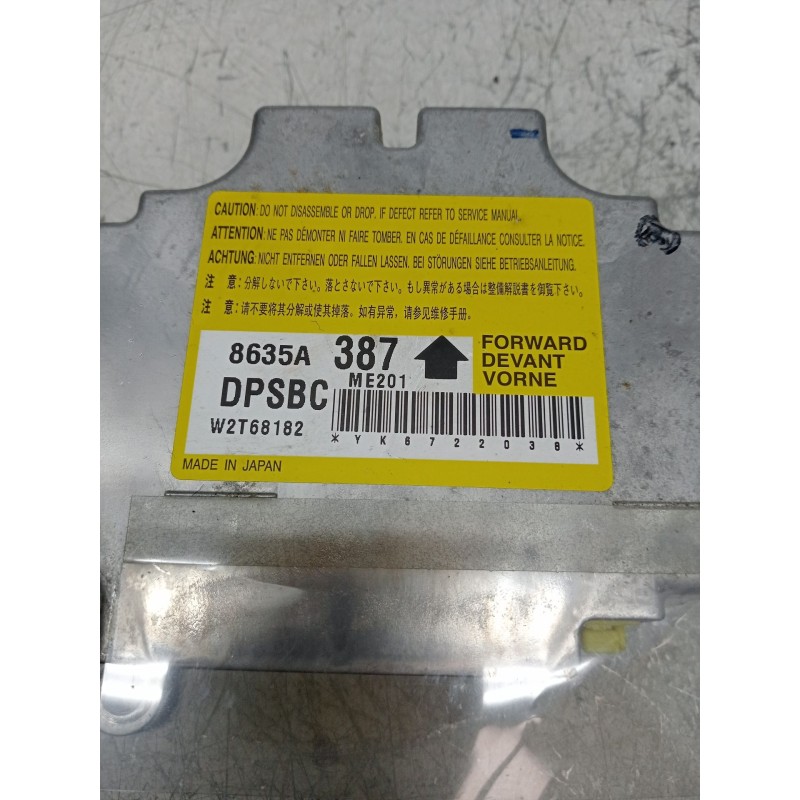 CAUTION: DO NOT DISASSEMBLE OR DROP. IF DEFECT REFER TO SERVICE MANUAL.
ATTENTION: NE PAS DÉMONTER NI FAIRE TOMBER. EN CAS DE DÉFAILLANCE CONSULTER LA NOTICE.
ACHTUNG: NICHT ENTFERNEN ODER FALLEN LASSEN. BEI STÖRUNGEN SIEHE BETRIEBSANLEITUNG.
注 意:分解しないで下さい。落とさないで下さい。もし異常がある場合は整備解説書を御覧下さい。
注 意:请不要将其分解或使其掉落。如有异常,请参见维修手册。
8635A 387
ME201
FORWARD
DEVANT
VORNE
DPSBC
W2T68182
*YK6722038*
MADE IN JAPAN